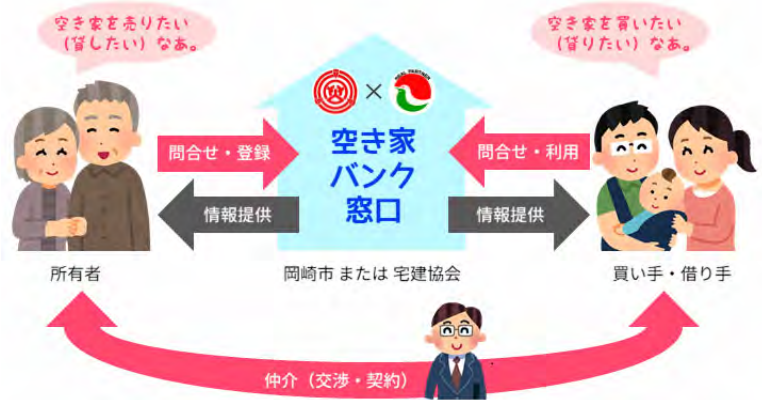 空き家を売りたい
(貸したい)なあ。
空き家を買いたい
(借りたい)なあ。
REAL PARTNER
×
空き家
バンク
窓口
問合せ・登録
問合せ・利用
情報提供
情報提供
所有者
岡崎市 または 宅建協会
買い手・借り手
仲介（交渉・契約）